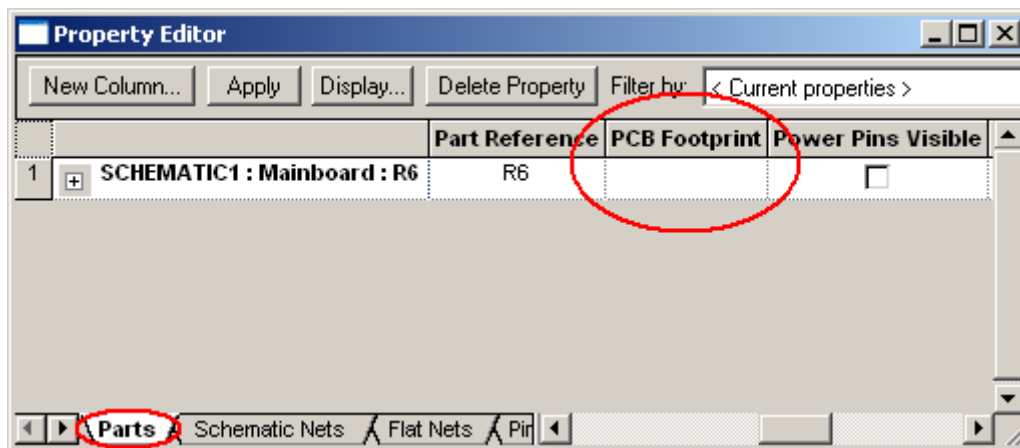 Property Editor
New Column... Apply Display... Delete Property Filter by: < Current properties >
Part Reference PCB Footprint Power Pins Visible
1 SCHEMATIC1 : Mainboard : R6 R6
Parts Schematic Nets Flat Nets